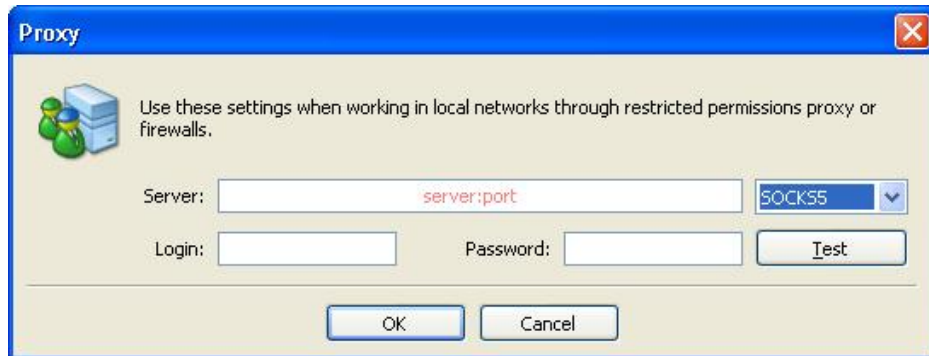 Proxy
Use these settings when working in local networks through restricted permissions proxy or
firewalls.
Server: server:port SOCKS5
Login: Password: Test
OK Cancel